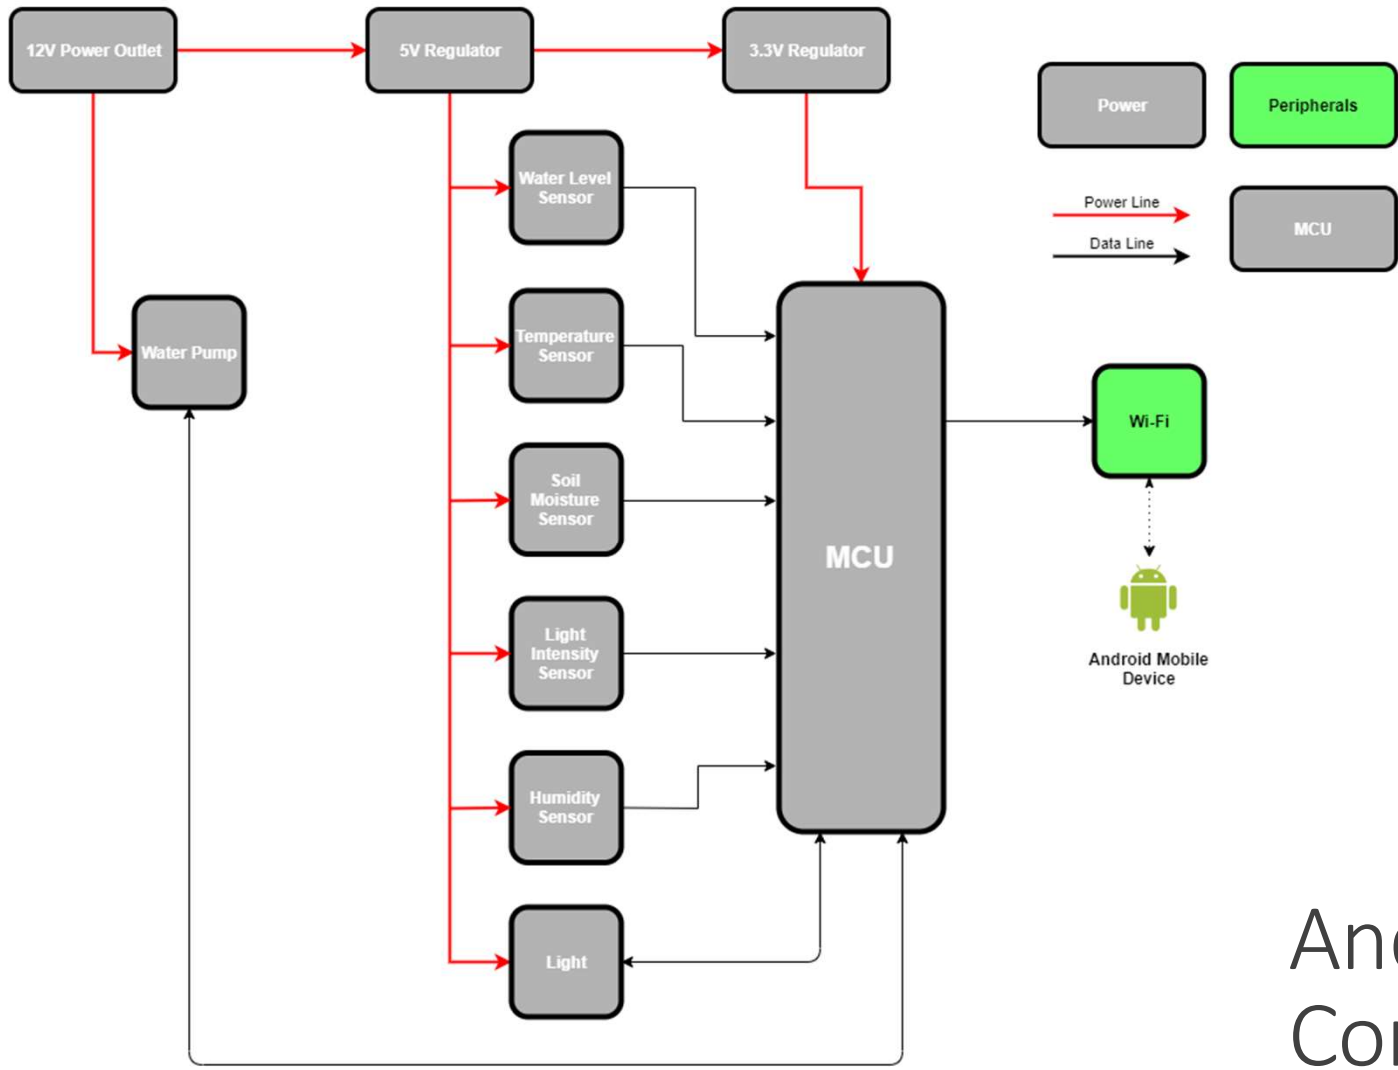 12V Power Outlet
5V Regulator
3.3V Regulator
Power
Peripherals
Water Level
Sensor
Power Line
Data Line
MCU
Temperature
Sensor
Water Pump
Wi-Fi
Soil
Moisture
Sensor
MCU
Light
Intensity
Sensor
Android Mobile
Device
Humidity
Sensor
Light